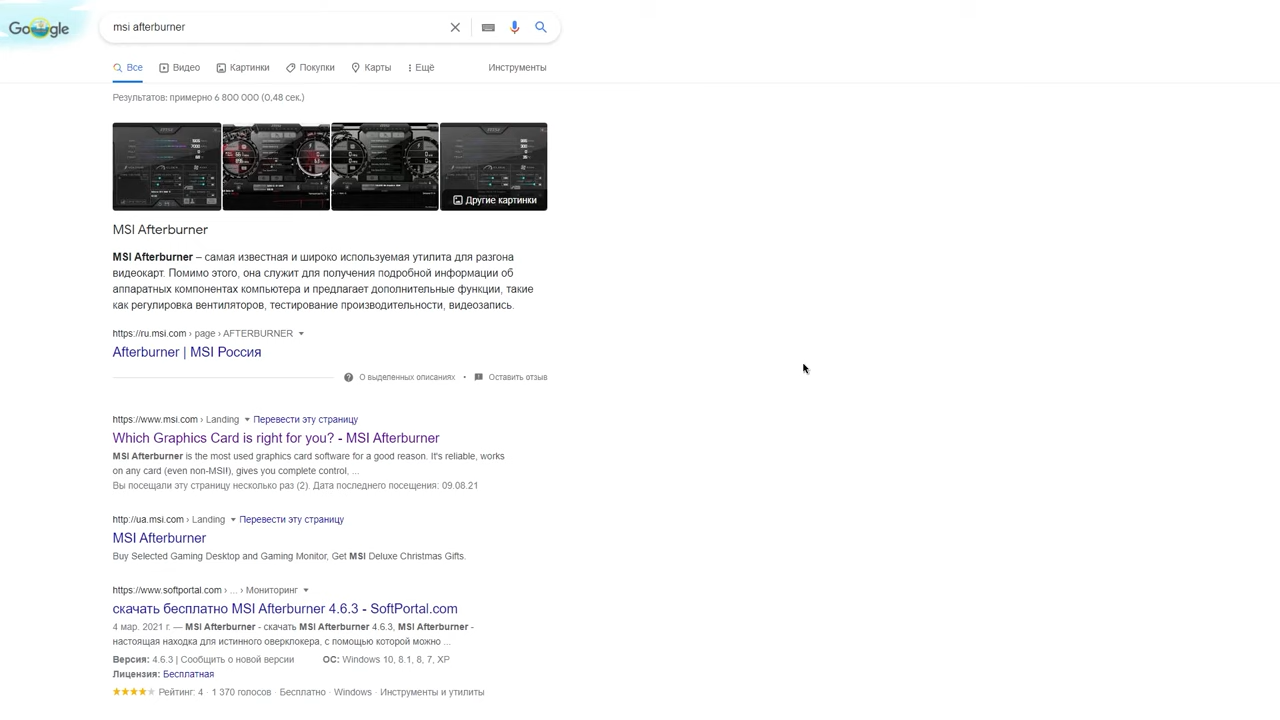 Google
msi afterburner
Все Видео Картинки Покупки Карты Ещё Инструменты
Результатов: примерно 6 800 000 (0,48 сек.)
Другие картинки
MSI Afterburner
MSI Afterburner – самая известная и широко используемая утилита для разгона
видеокарт. Помимо этого, она служит для получения подробной информации об
аппаратных компонентах компьютера и предлагает дополнительные функции, такие
как регулировка вентиляторов, тестирование производительности, видеозапись.
https://ru.msi.com › page › AFTERBURNER
Afterburner | MSI Россия
О выделенных описаниях • Оставить отзыв
https://www.msi.com › Landing Перевести эту страницу
Which Graphics Card is right for you? - MSI Afterburner
MSI Afterburner is the most used graphics card software for a good reason. It's reliable, works
on any card (even non-MSI!), gives you complete control, ...
Вы посещали эту страницу несколько раз (2). Дата последнего посещения: 09.08.21
http://ua.msi.com › Landing Перевести эту страницу
MSI Afterburner
Buy Selected Gaming Desktop and Gaming Monitor, Get MSI Deluxe Christmas Gifts.
https://www.softportal.com › ... › Мониторинг
скачать бесплатно MSI Afterburner 4.6.3 - SoftPortal.com
4 мар. 2021 г. — MSI Afterburner - скачать MSI Afterburner 4.6.3, MSI Afterburner -
настоящая находка для истинного оверклокера, с помощью которой можно ...
Версия: 4.6.3 | Сообщить о новой версии ОС: Windows 10, 8.1, 8, 7, XP
Лицензия: Бесплатная
Рейтинг: 4 · 1 370 голосов · Бесплатно · Windows · Инструменты и утилиты